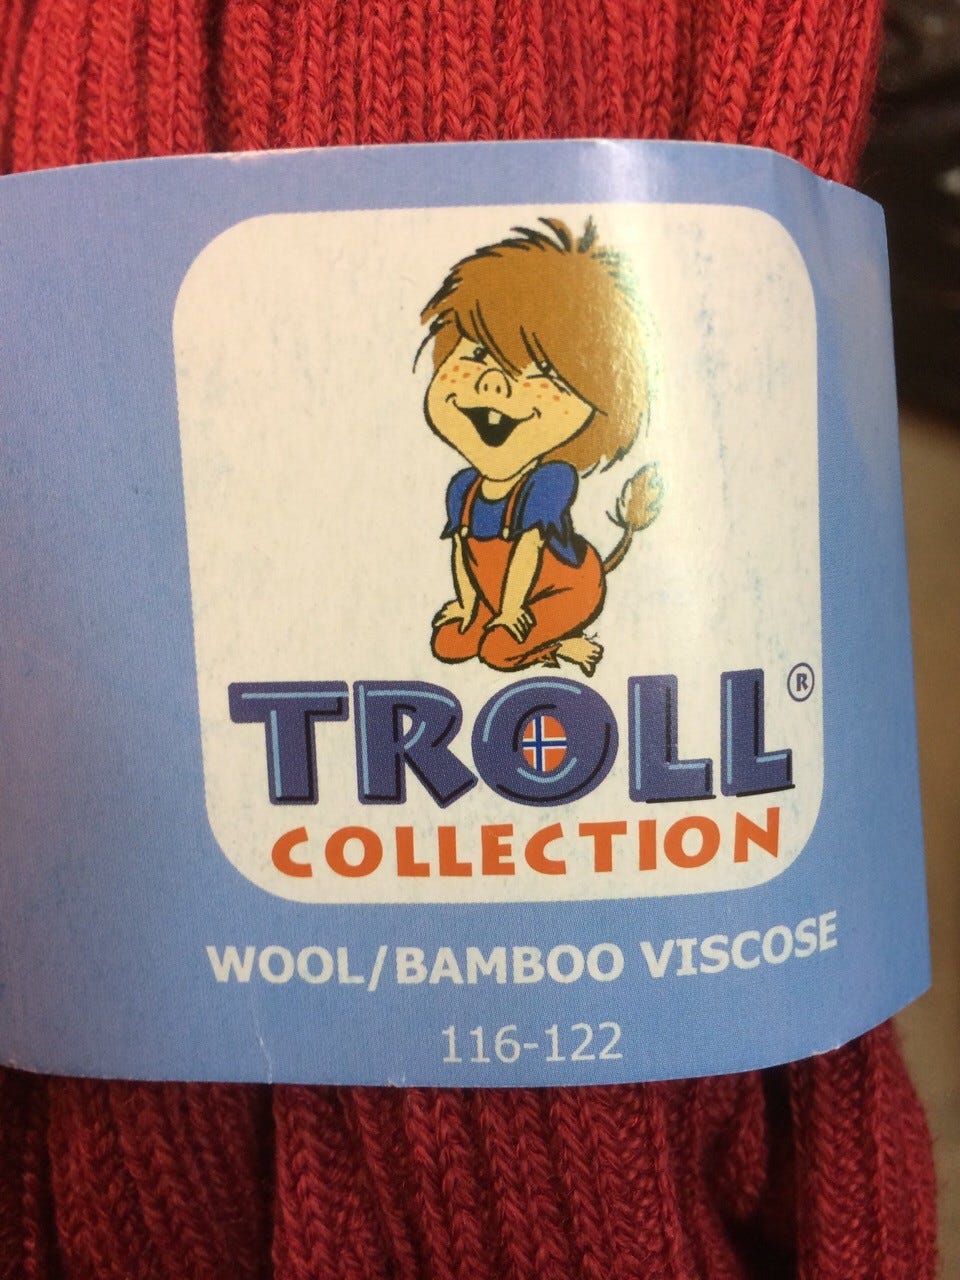 TROLL®
COLLECTION
WOOL/BAMBOO VISCOSE
116-122